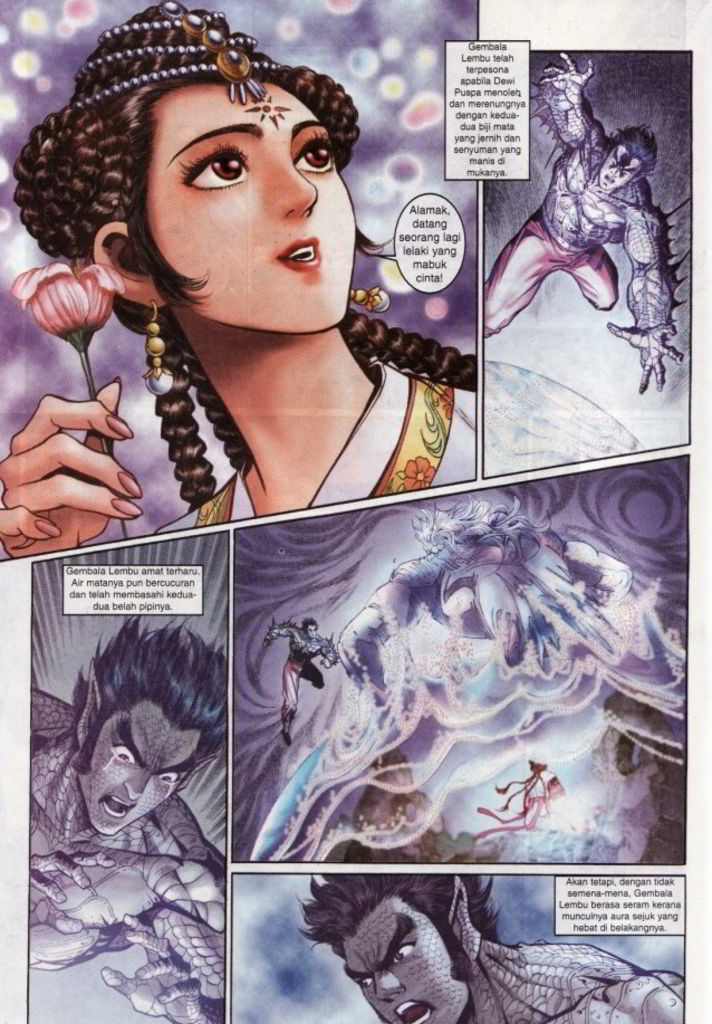 Gembala
Lembu telah
terpesona
apabila Dewi
Puspa menoleh
dan merenungnya
dengan kedua-
dua biji mata
yang jernih dan
senyuman yang
manis di
mukanya.
Alamak,
datang
seorang lagi
lelaki yang
mabuk
cinta!
Gembala Lembu amat terharu.
Air matanya pun bercucuran
dan telah membasahi kedua-
dua belah pipinya.
Akan tetapi, dengan tidak
semena-mena, Gembala
Lembu berasa seram kerana
munculnya aura sejuk yang
hebat di belakangnya.